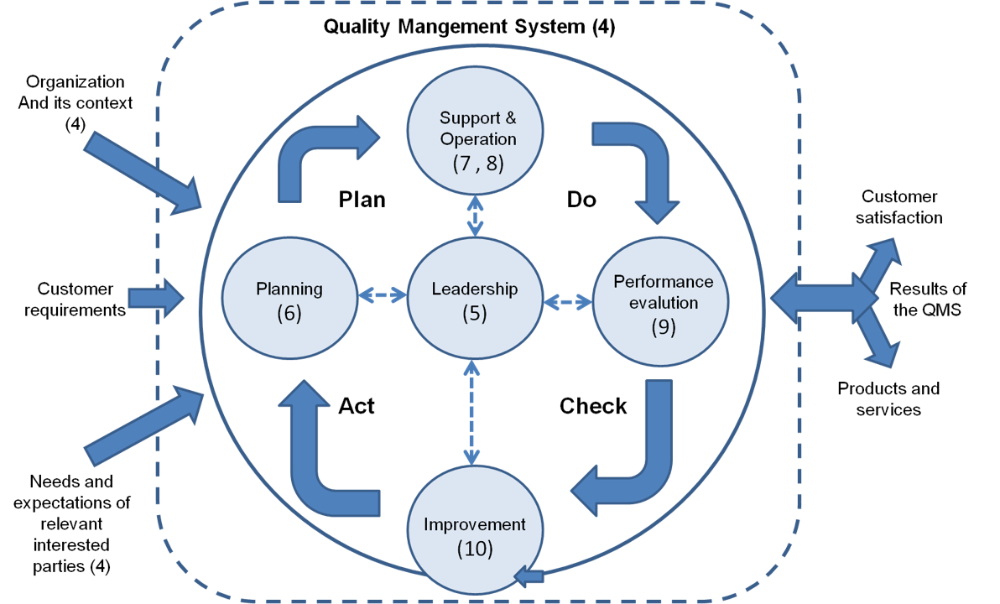 Quality Mangement System (4)
Organization
And its context
(4)
Support &
Operation
(7 , 8)
Plan
Do
Customer
satisfaction
Customer
requirements
Planning
(6)
Leadership
(5)
Performance
evalution
(9)
Results of
the QMS
Act
Check
Products and
services
Needs and
expectations of
relevant
interested
parties (4)
Improvement
(10)